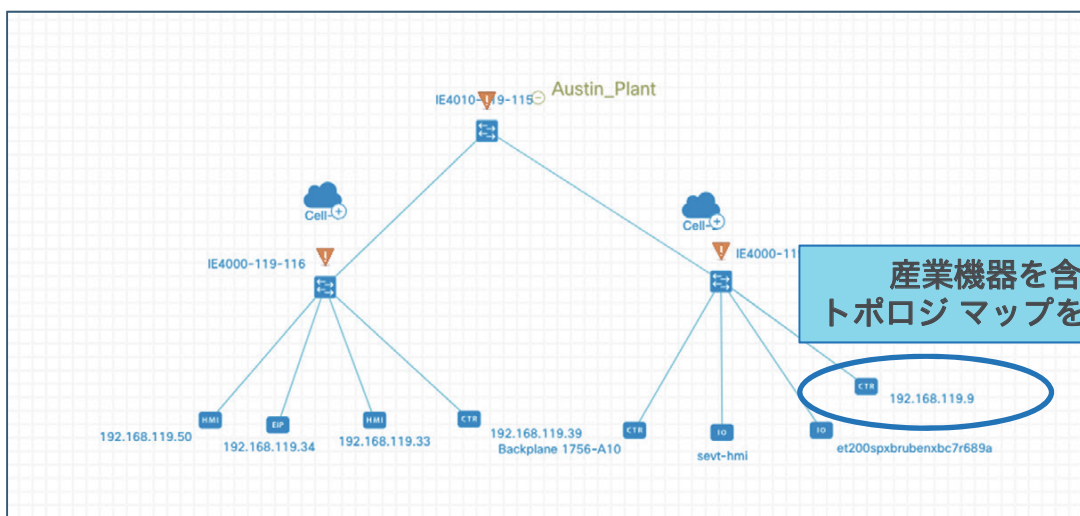 Austin_Plant
IE4010-119-115
Cell-
Cell-
IE4000-119-116
IE4000-11
産業機器を含
トポロジ マップを
HMI
EIP
HMI
CTR
CTR
IO
IO
CTR
192.168.119.9
192.168.119.50
192.168.119.34
192.168.119.33
192.168.119.39
Backplane 1756-A10
sevt-hmi
et200spxbrubenxbc7r689a